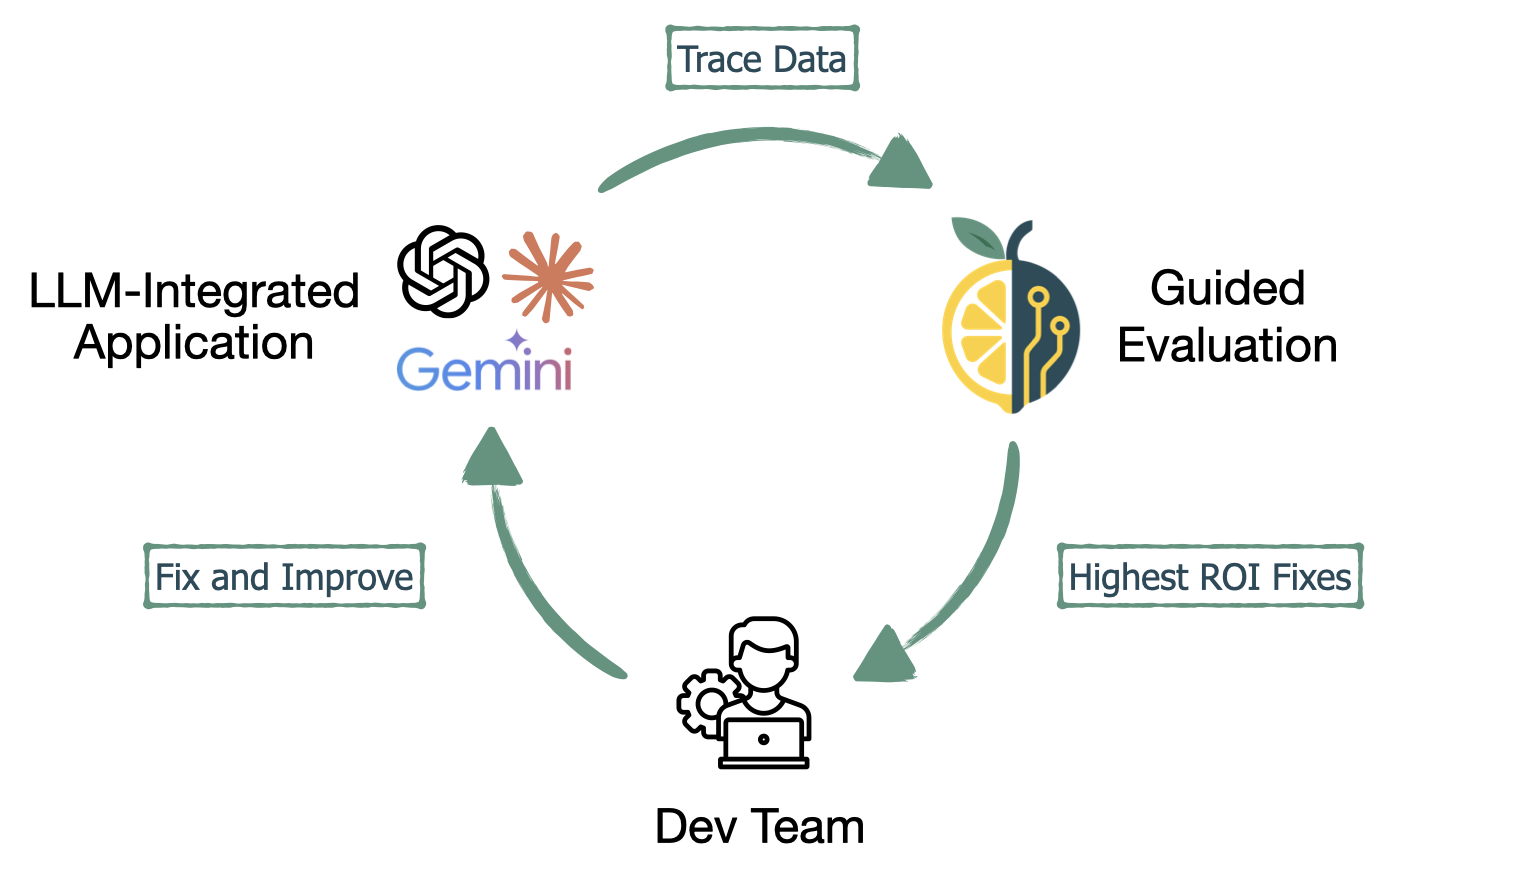 Trace Data
LLM-Integrated
Application
Gemini
Guided
Evaluation
Fix and Improve
Highest ROI Fixes
Dev Team